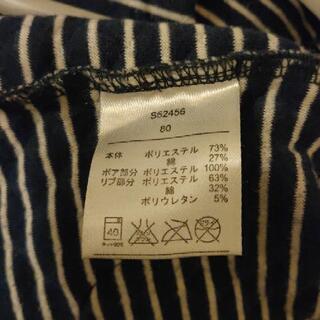 S52456
80
本体 ポリエステル 73%
綿 27%
ボア部分 ポリエステル 100%
リブ部分 ポリエステル 63%
綿 32%
ポリウレタン 5%
40